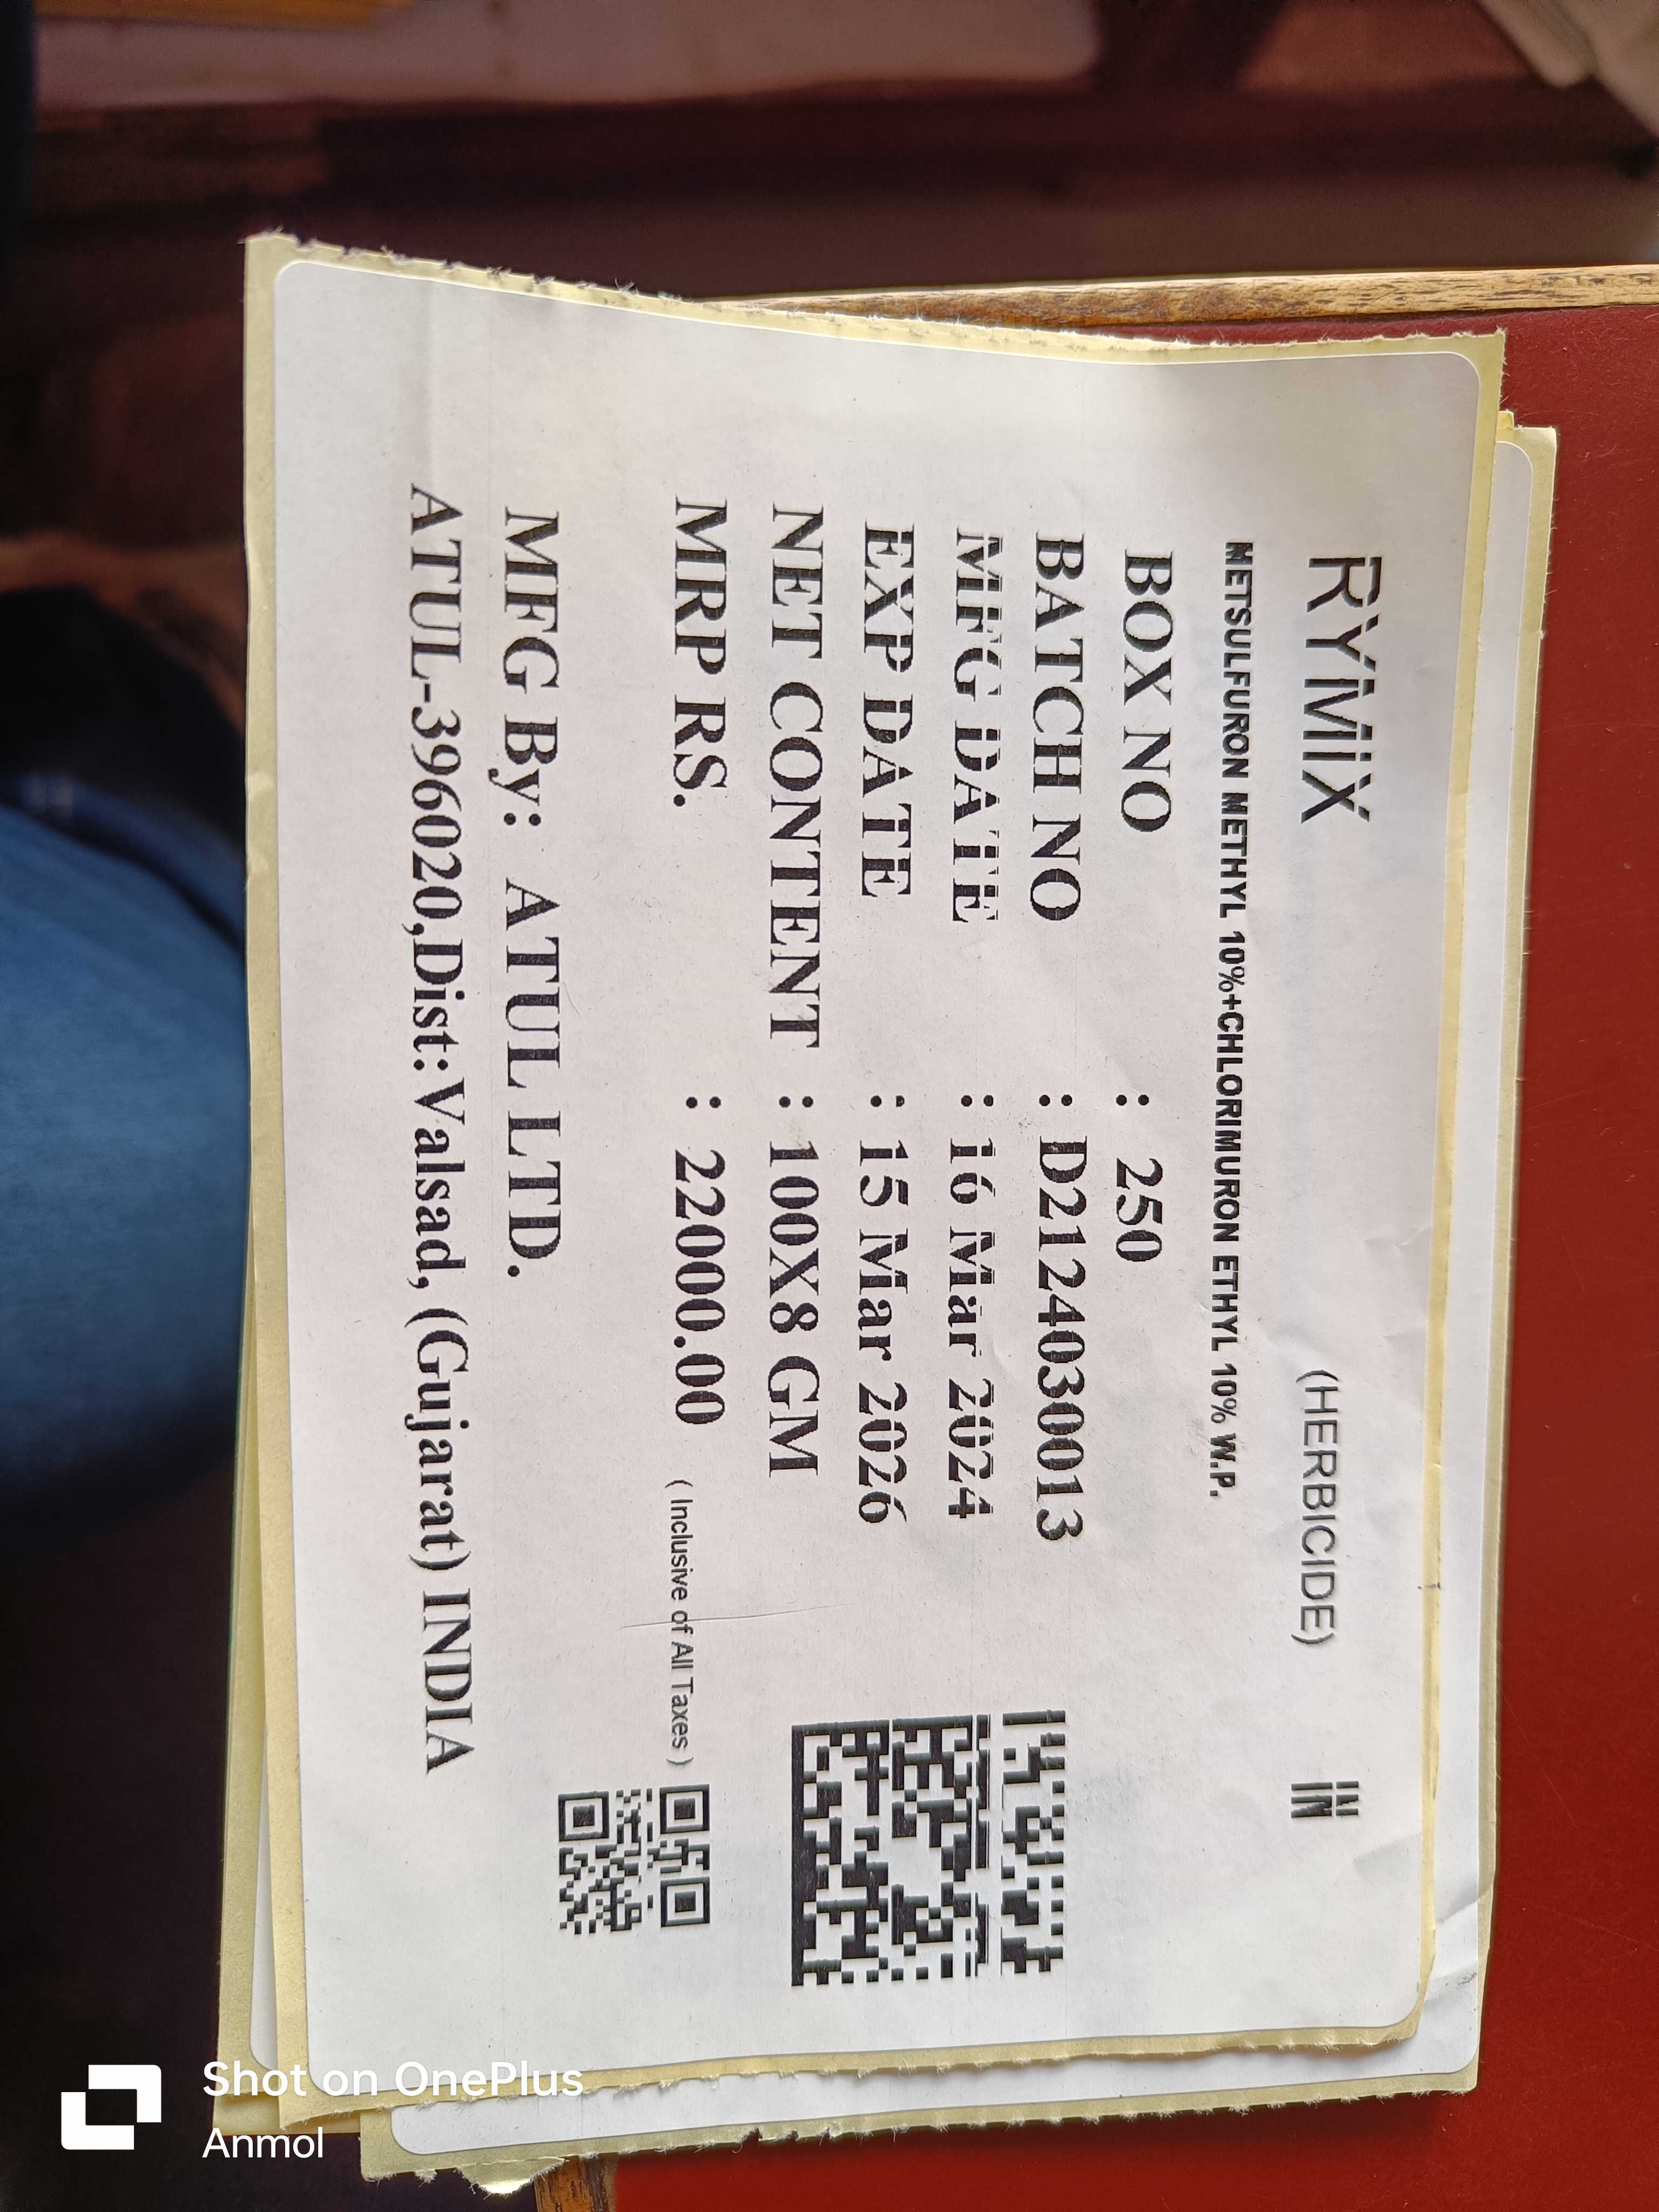 RYMIX (HERBICIDE) IN
METSULFURON METHYL 10%+CHLORIMURON ETHYL 10% W.P.
BOX NO : 250
BATCH NO : D212403013
MFG DATE : 16 Mar 2024
EXP DATE : 15 Mar 2026
NET CONTENT : 100X8 GM
MRP RS. : 22000.00 ( Inclusive of All Taxes )
MFG By: ATUL LTD.
ATUL-396020,Dist:Valsad, (Gujarat) INDIA
Shot on OnePlus
Anmol